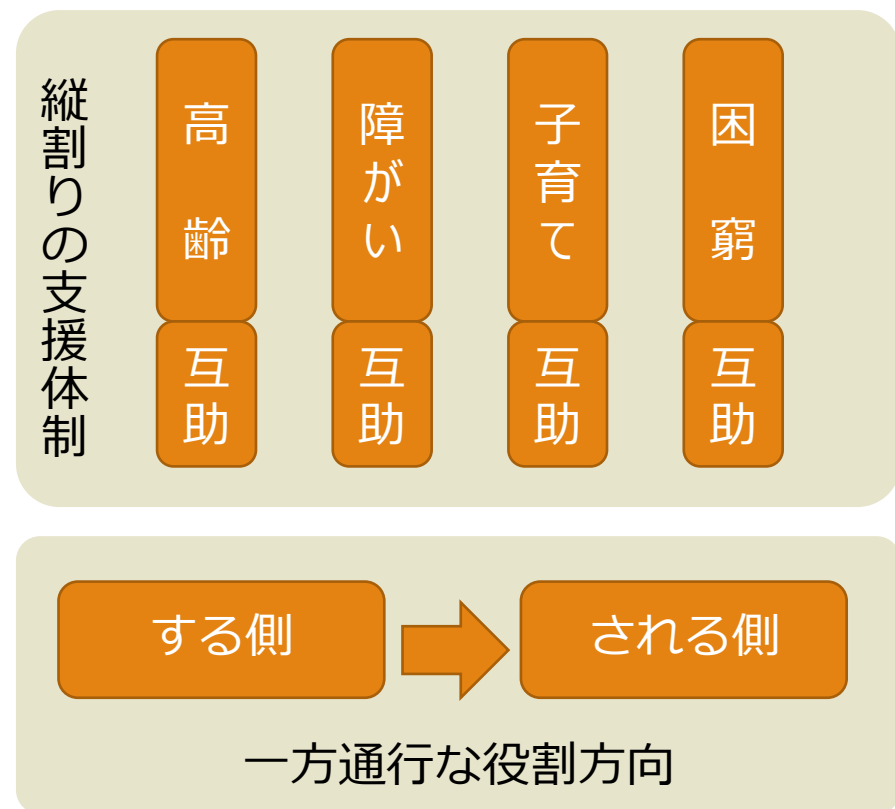 縦割りの支援体制
高齢
障がい
子育て
困窮
互助
互助
互助
互助
する側
される側
一方通行な役割方向